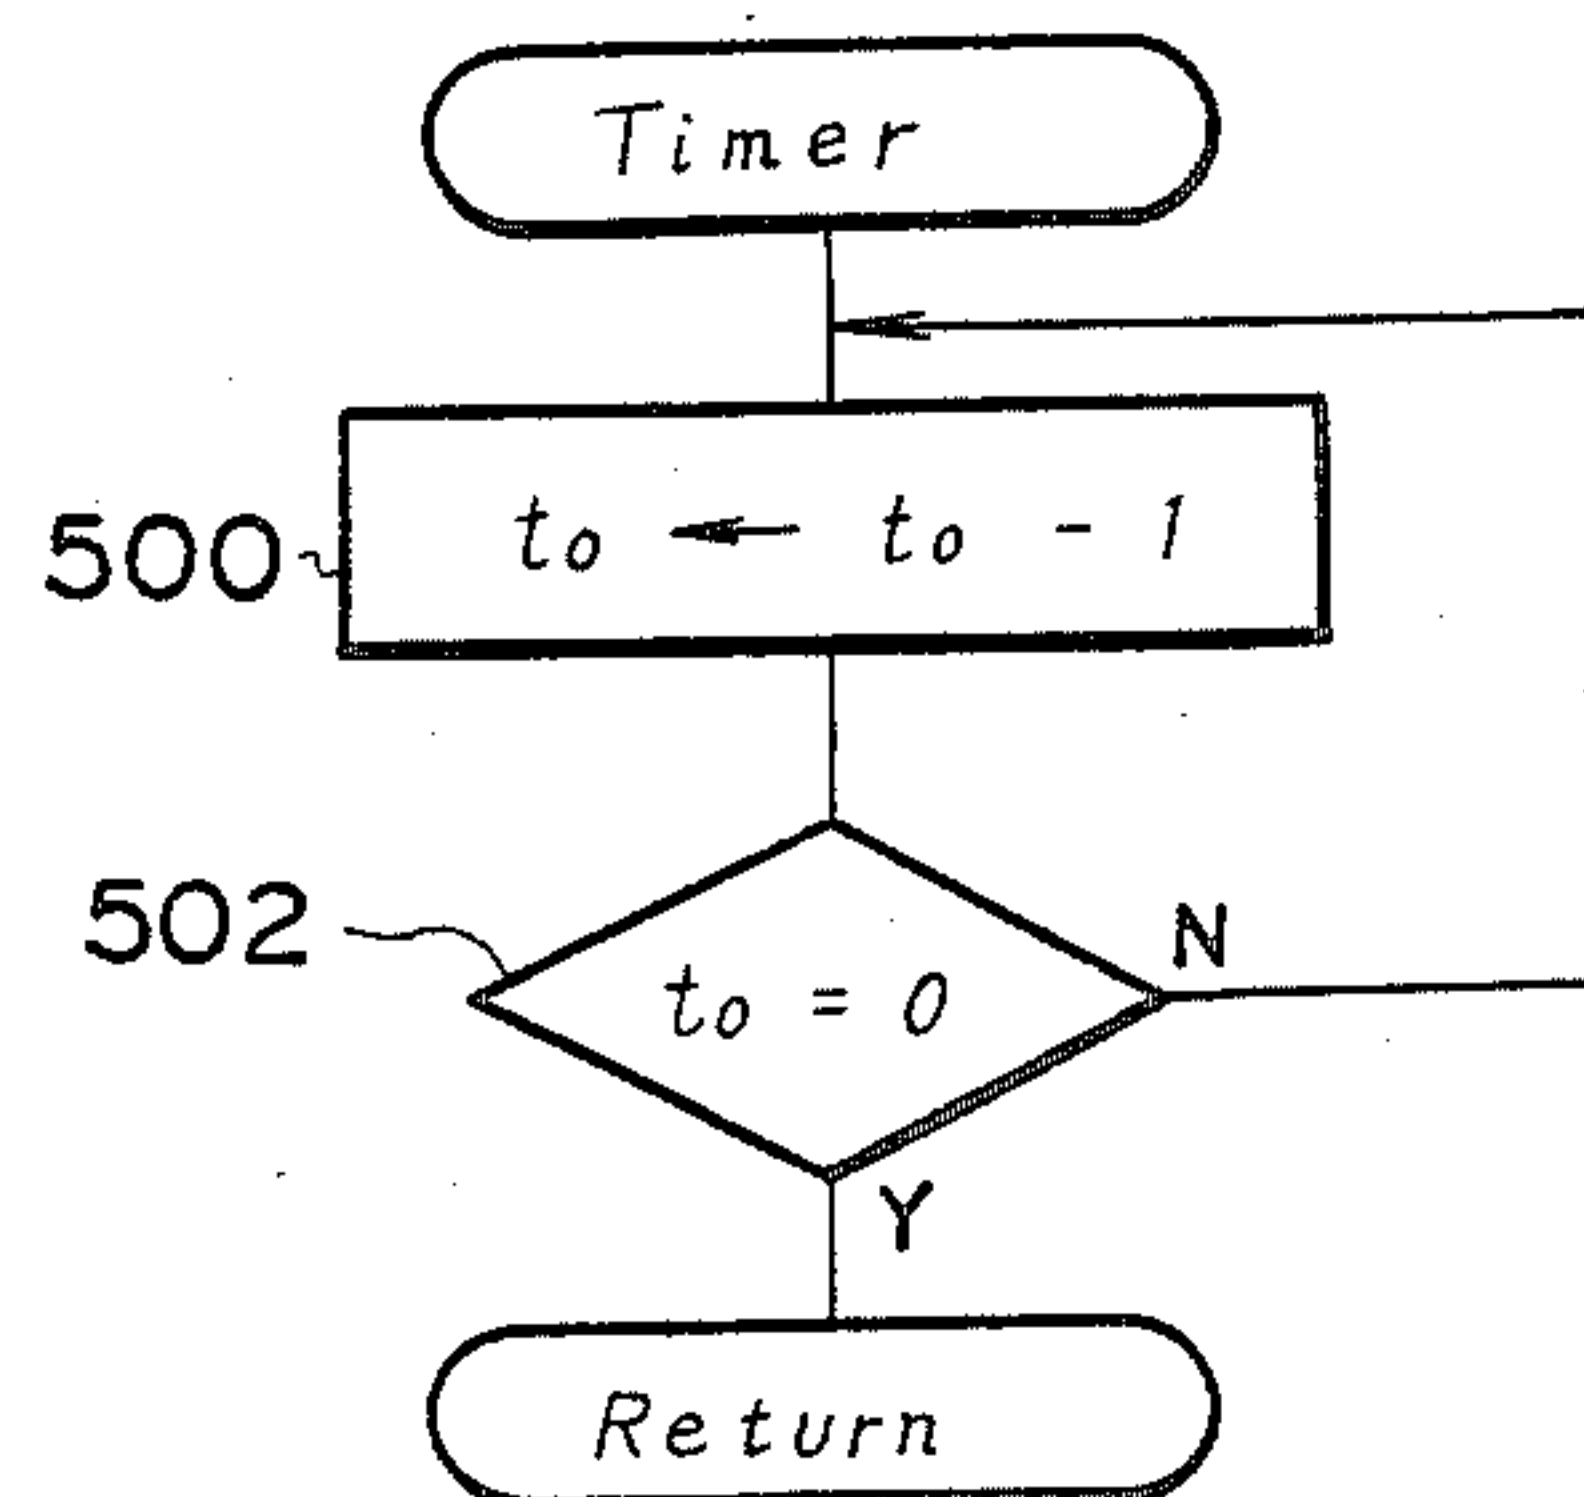 Timer
500 to ← to - 1
502 to = 0
N
Y
Return